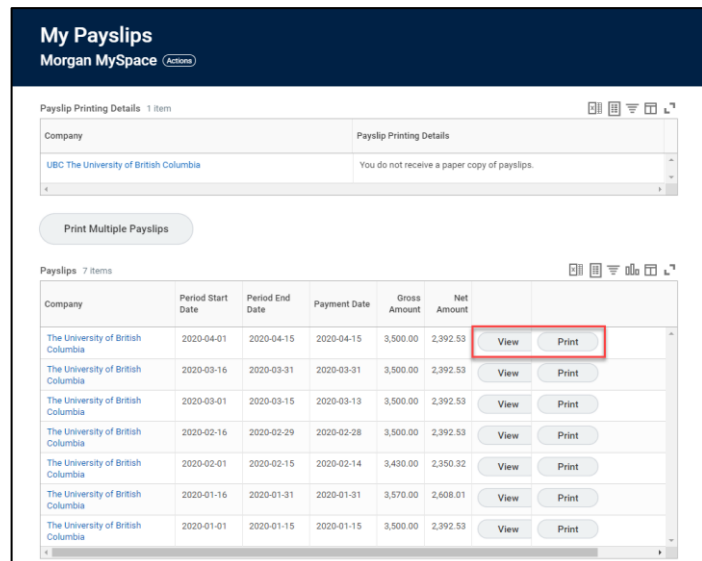 My Payslips
Morgan MySpace Actions
Payslip Printing Details 1 item
Company Payslip Printing Details
UBC The University of British Columbia You do not receive a paper copy of payslips.
Print Multiple Payslips
Payslips 7 items
Company Period Start Date Period End Date Payment Date Gross Amount Net Amount
The University of British Columbia 2020-04-01 2020-04-15 2020-04-15 3,500.00 2,392.53 View Print
The University of British Columbia 2020-03-16 2020-03-31 2020-03-31 3,500.00 2,392.53 View Print
The University of British Columbia 2020-03-01 2020-03-15 2020-03-13 3,500.00 2,392.53 View Print
The University of British Columbia 2020-02-16 2020-02-29 2020-02-28 3,500.00 2,392.53 View Print
The University of British Columbia 2020-02-01 2020-02-15 2020-02-14 3,430.00 2,350.32 View Print
The University of British Columbia 2020-01-16 2020-01-31 2020-01-31 3,570.00 2,608.01 View Print
The University of British Columbia 2020-01-01 2020-01-15 2020-01-15 3,500.00 2,392.53 View Print